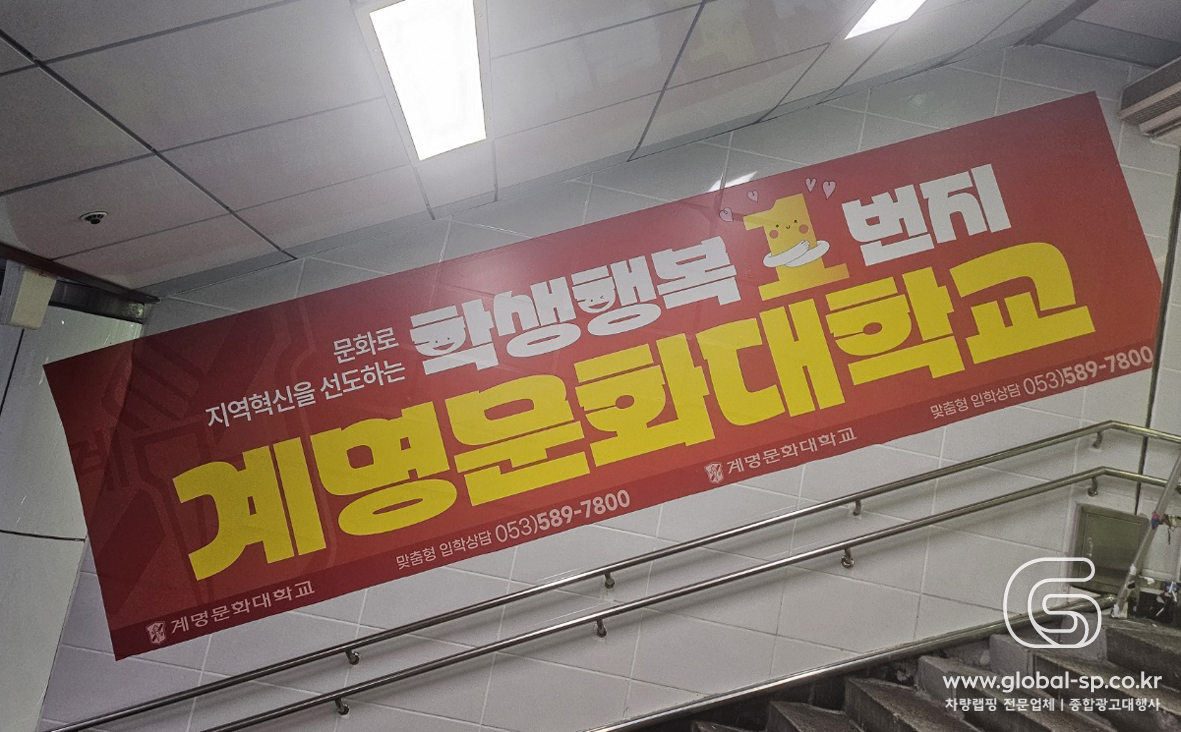 문화로
지역혁신을 선도하는
학생행복 1번지
계명문화대학교
계명문화대학교 맞춤형 입학상담 053)589-7800 계명문화대학교 맞춤형 입학상담 053)589-7800
www.global-sp.co.kr
차량랩핑 전문업체 | 종합광고대행사